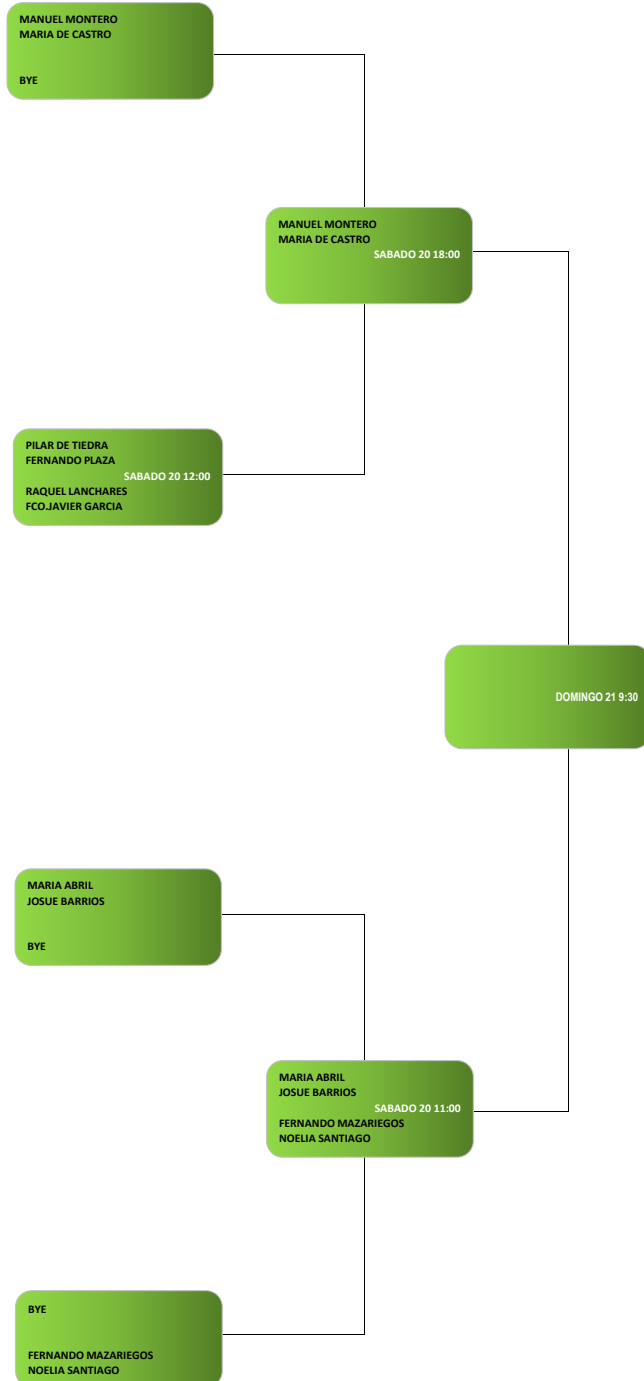 MANUEL MONTERO
MARIA DE CASTRO
BYE
MANUEL MONTERO
MARIA DE CASTRO
SABADO 20 18:00
PILAR DE TIEDRA
FERNANDO PLAZA
SABADO 20 12:00
RAQUEL LANCHARES
FCO.JAVIER GARCIA
DOMINGO 21 9:30
MARIA ABRIL
JOSUE BARRIOS
BYE
MARIA ABRIL
JOSUE BARRIOS
SABADO 20 11:00
FERNANDO MAZARIEGOS
NOELIA SANTIAGO
BYE
FERNANDO MAZARIEGOS
NOELIA SANTIAGO